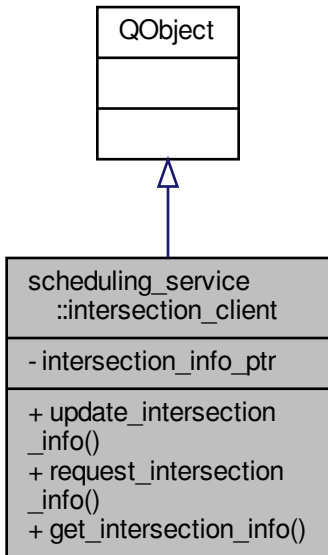 QObject
scheduling_service
::intersection_client
- intersection_info_ptr
+ update_intersection
_info()
+ request_intersection
_info()
+ get_intersection_info()